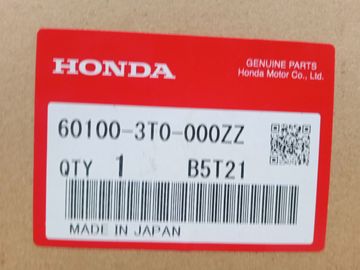 HONDA
GENUINE PARTS
Honda Motor Co., Ltd.
60100-3T0-000ZZ
QTY 1 B5T21
MADE IN JAPAN